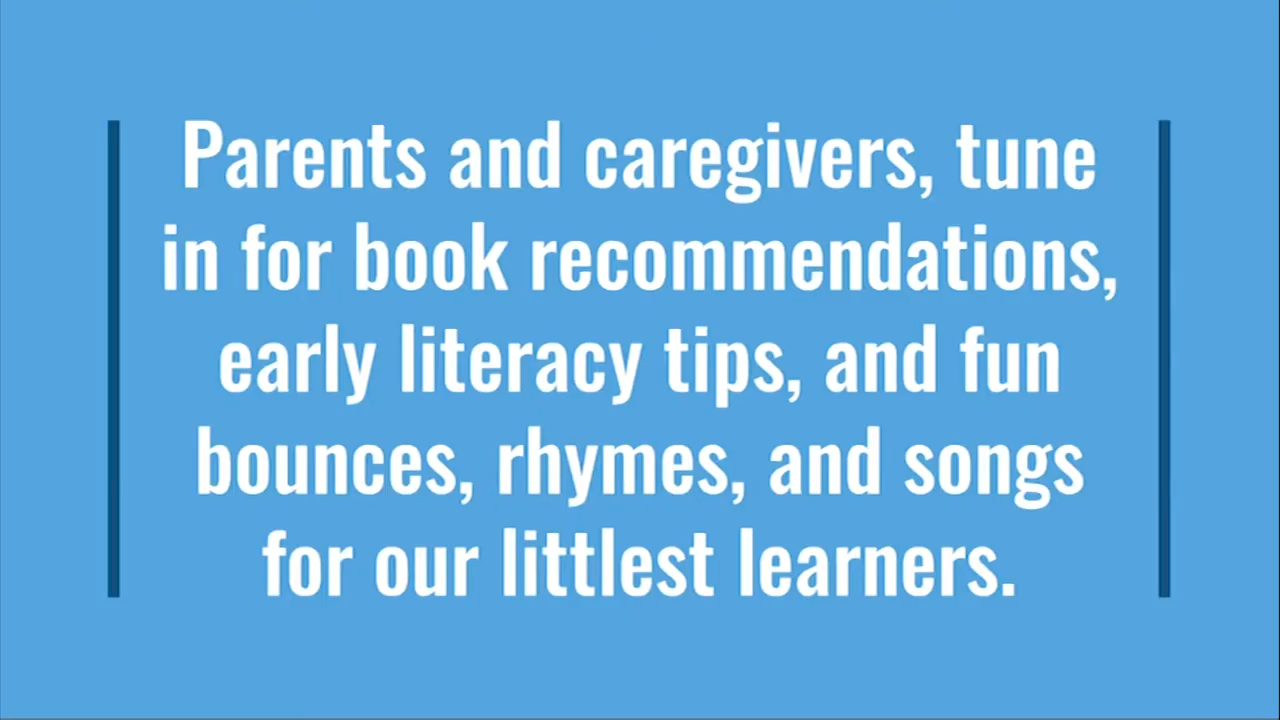 Parents and caregivers, tune
in for book recommendations,
early literacy tips, and fun
bounces, rhymes, and songs
for our littlest learners.